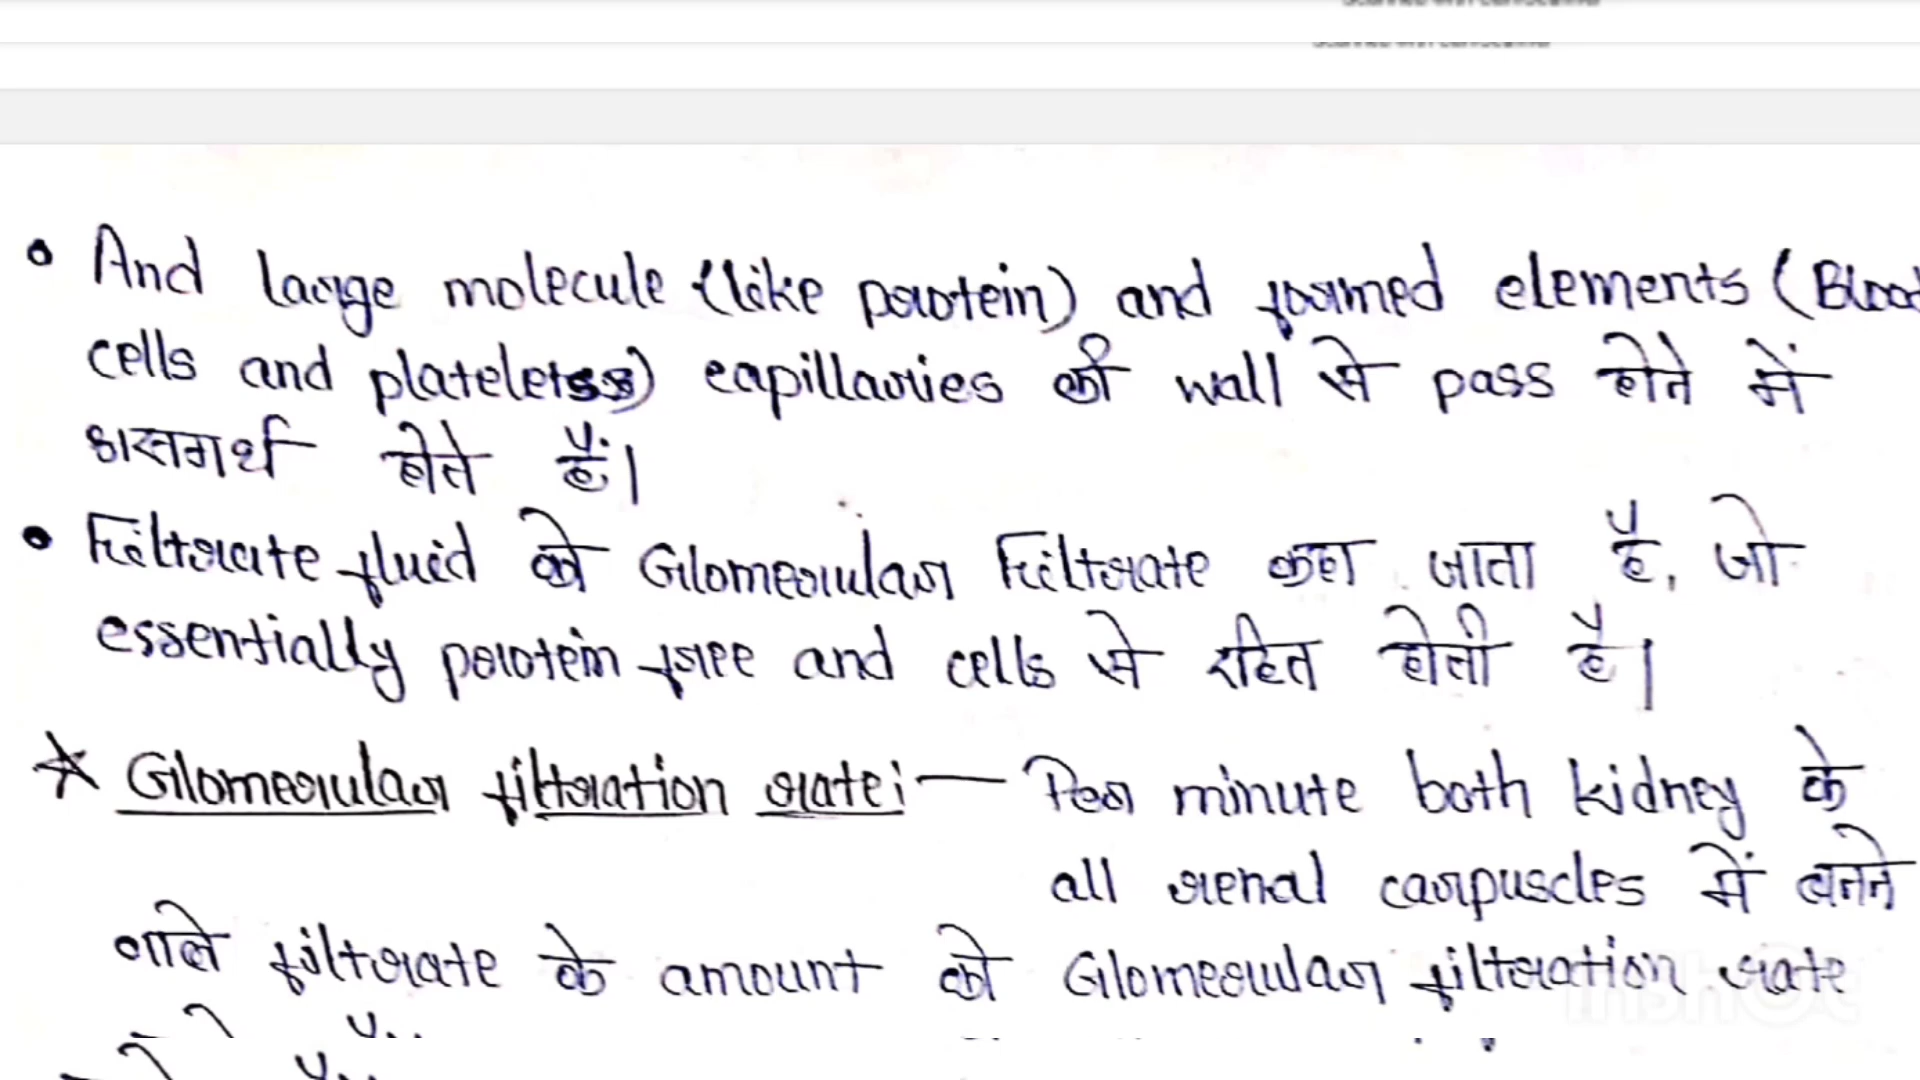 • And large molecule (like protein) and formed elements (Blood
cells and platelets) capillaries की wall से pass होने में
असमर्थ होते हैं।
• Filtrate fluid को Glomerular Filtrate कहा जाता है, जो
essentially protein free and cells से रहित होती है।
★ Glomerular filtration rate:— Per minute both kidney के
all renal corpuscles में बनने
वाले filtrate के amount को Glomerular filtration rate
InShot